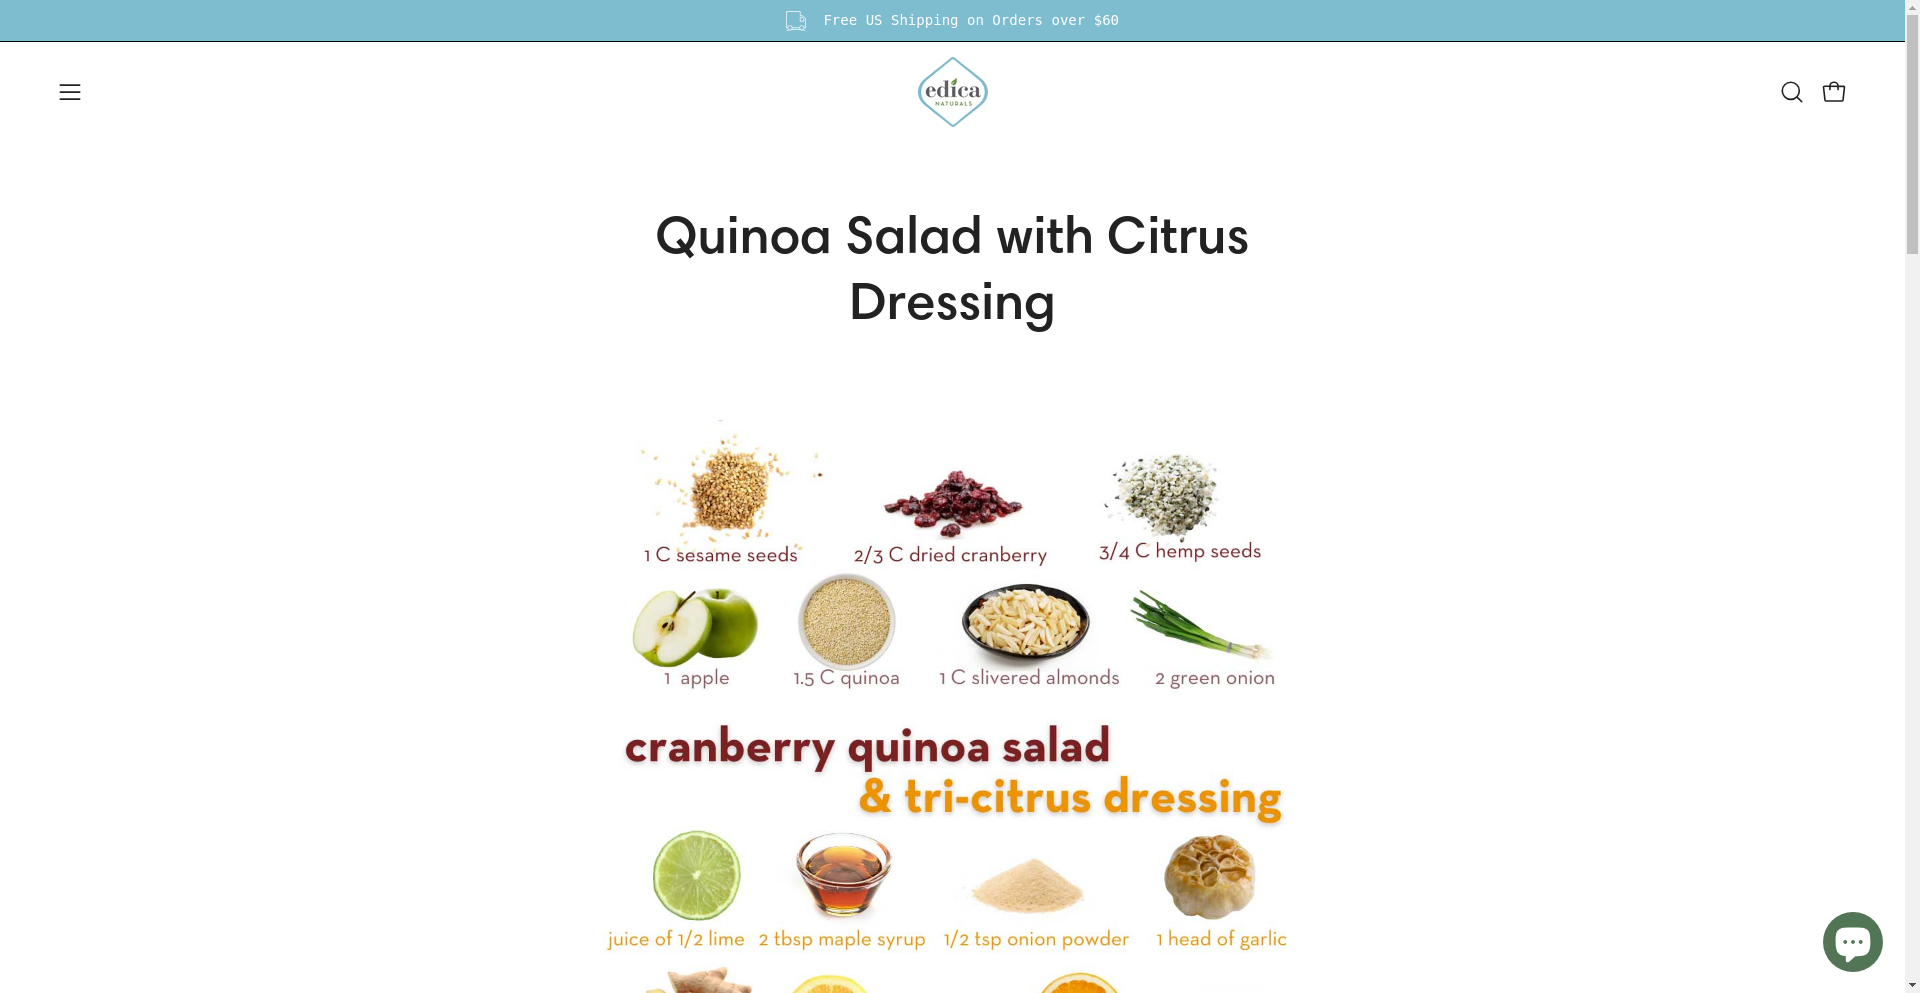 Free US Shipping on Orders over $60
edica
NATURALS
Quinoa Salad with Citrus
Dressing
1 C sesame seeds
2/3 C dried cranberry
3/4 C hemp seeds
1 apple
1.5 C quinoa
1 C slivered almonds
2 green onion
cranberry quinoa salad
& tri-citrus dressing
juice of 1/2 lime
2 tbsp maple syrup
1/2 tsp onion powder
1 head of garlic